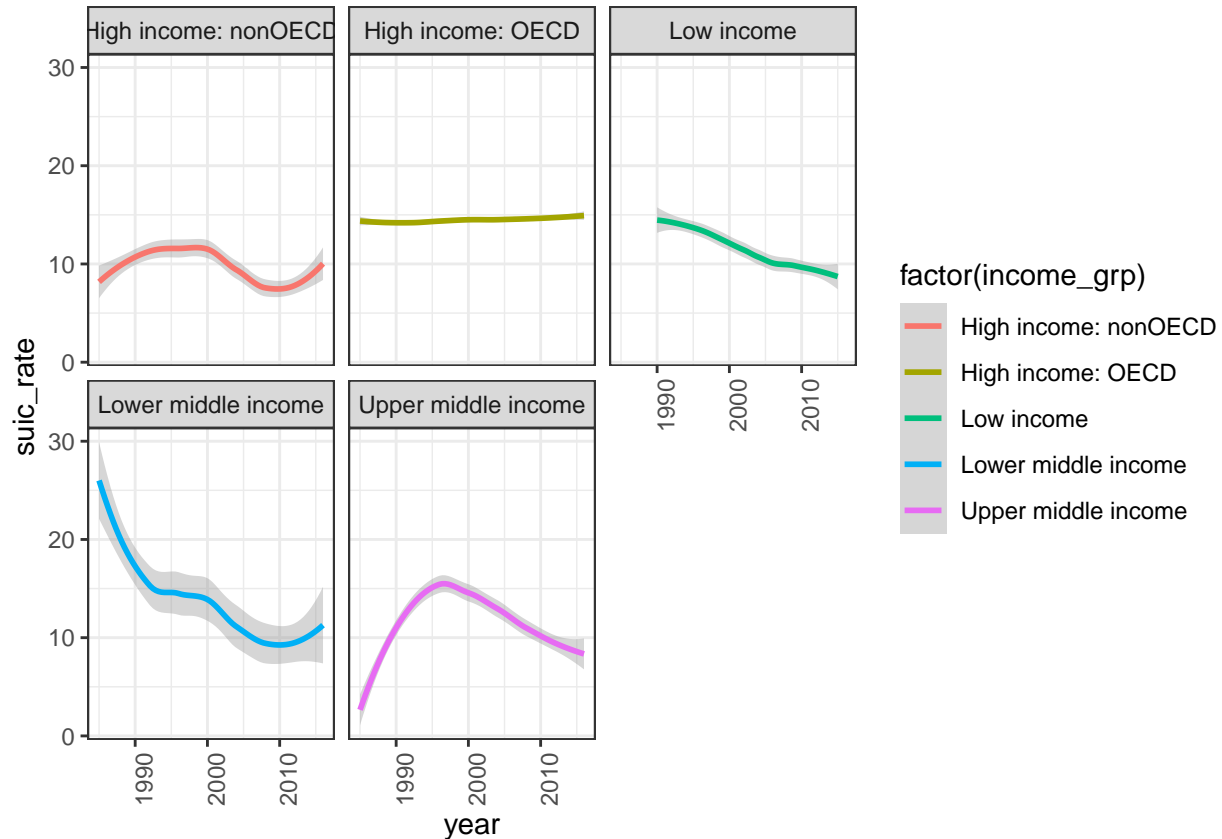 High income: nonOECD
High income: OECD
Low income
30
20
10
0
Lower middle income
Upper middle income
1990
2000
2010
30
20
10
0
1990
2000
2010
1990
2000
2010
suic_rate
year
factor(income_grp)
High income: nonOECD
High income: OECD
Low income
Lower middle income
Upper middle income